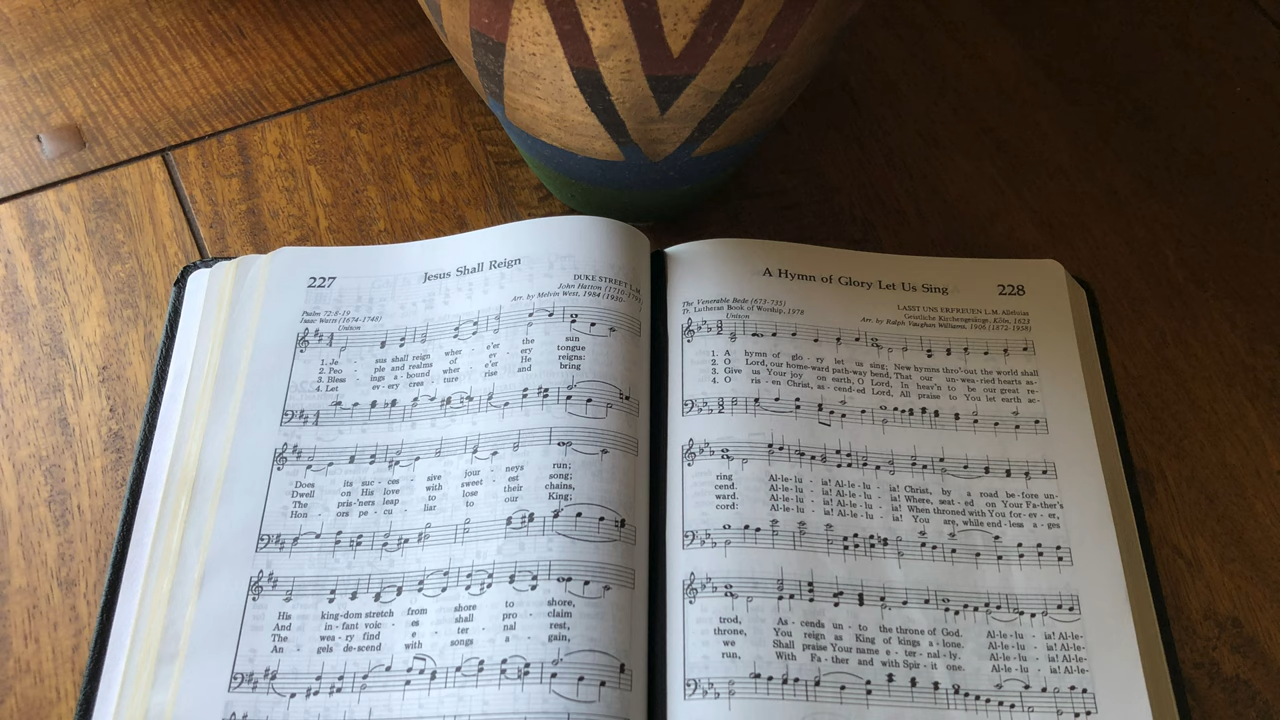 227
Jesus Shall Reign
DUKE STREET L.M.
John Hatton (1710-1793)
Arr. by Melvin West, 1984 (1930-
Psalm 72:8-19
Isaac Watts (1674-1748)
Unison
1. Je - sus shall reign wher - e'er the sun
2. Peo - ple and realms of ev - ery tongue
3. Bless - ings a - bound wher - e'er He reigns:
4. Let ev - ery crea - ture rise and bring
Does its suc - ces - sive jour - neys run;
Dwell on His love with sweet - est song;
The pris-'ners leap to lose their chains,
Hon - ors pe - cu - liar to our King;
His king-dom stretch from shore to shore,
And in - fant voic - es shall pro - claim
The wea - ry find e - ter - nal rest,
An - gels de-scend with songs a - gain,
A Hymn of Glory Let Us Sing
228
The Venerable Bede (673-735)
Tr. Lutheran Book of Worship, 1978
Unison
LASST UNS ERFREUEN L.M. Alleluias
Geistliche Kirchengesänge, Köln, 1623
Arr. by Ralph Vaughan Williams, 1906 (1872-1958)
1. A hymn of glo - ry let us sing; New hymns thro'-out the world shall
2. O Lord, our home-ward path-way bend, That our un-wea-ried hearts as-
3. Give us Your joy on earth, O Lord, In heav'n to be our great re-
4. O ris - en Christ, as - cend-ed Lord, All praise to You let earth ac-
ring Al-le-lu - ia! Al-le-lu - ia! Christ, by a road be-fore un-
cend. Al-le-lu - ia! Al-le-lu - ia! Where, seat-ed on Your Fa-ther's
ward. Al-le-lu - ia! Al-le-lu - ia! When throned with You for-ev-er,
cord: Al-le-lu - ia! Al-le-lu - ia! You are, while end-less a-ges
trod, As - cends un - to the throne of God. Al-le-lu - ia! Al-le-
throne, You reign as King of kings a-lone. Al-le-lu - ia! Al-le-
we Shall praise Your name e - ter - nal-ly. Al-le-lu - ia! Al-le-
run, With Fa - ther and with Spir - it one. Al-le-lu - ia! Al-le-